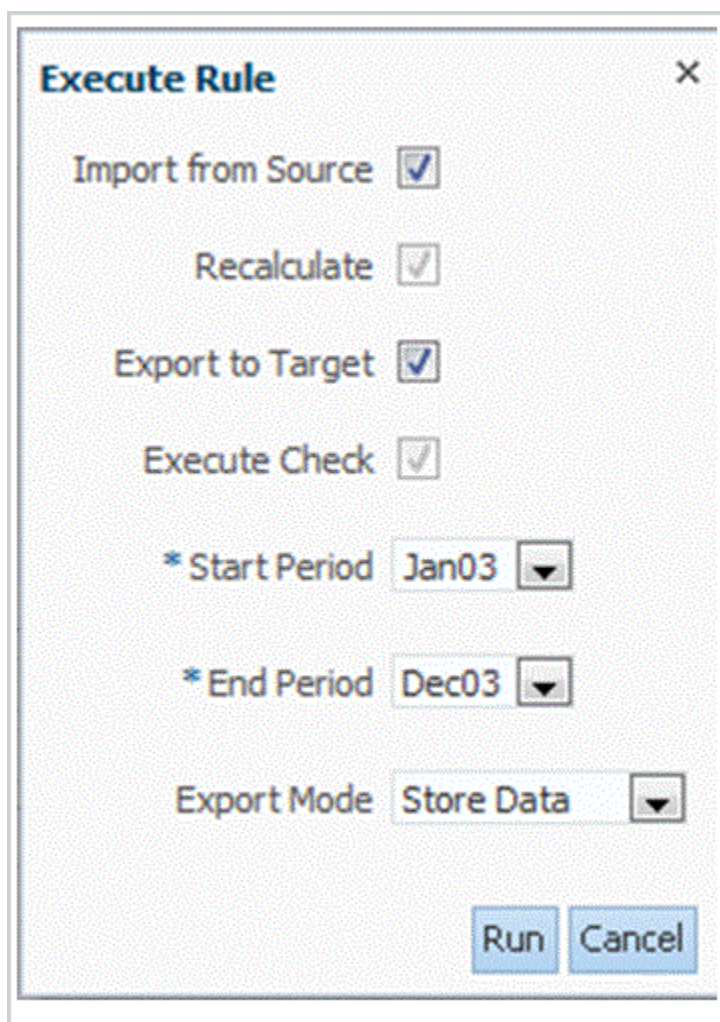 Execute Rule
Import from Source
Recalculate
Export to Target
Execute Check
* Start Period Jan03
* End Period Dec03
Export Mode Store Data
Run Cancel